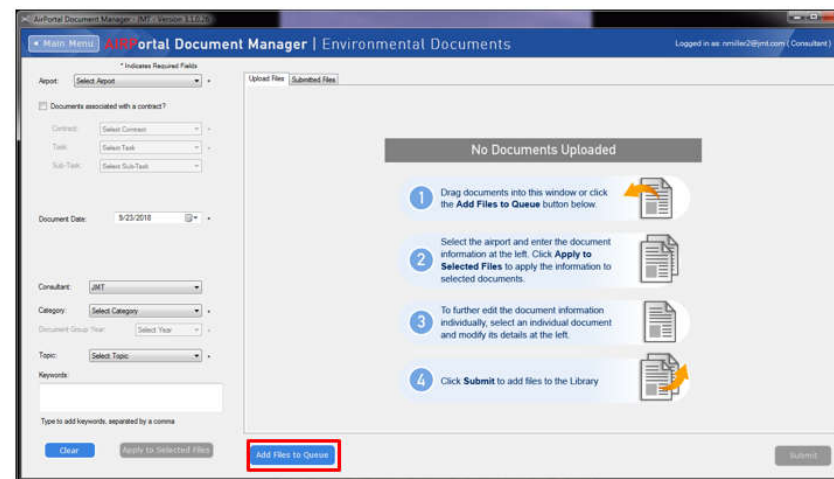 AirPortal Document Manager - JMT - Version 3.1.0.26
Main Menu
AIRPortal Document Manager | Environmental Documents
Logged in as: nmiller2@jmt.com ( Consultant )
* Indicates Required Fields
Airport: Select Airport *
Documents associated with a contract?
Contract: Select Contract *
Task: Select Task *
Sub-Task: Select Sub-Task
Document Date: 5/23/2018 *
Consultant: JMT
Category: Select Category *
Document Group Year: Select Year *
Topic: Select Topic *
Keywords:
Type to add keywords, separated by a comma
Clear
Apply to Selected Files
Upload Files Submitted Files
No Documents Uploaded
1 Drag documents into this window or click
the Add Files to Queue button below.
2 Select the airport and enter the document
information at the left. Click Apply to
Selected Files to apply the information to
selected documents.
3 To further edit the document information
individually, select an individual document
and modify its details at the left.
4 Click Submit to add files to the Library
Add Files to Queue
Submit